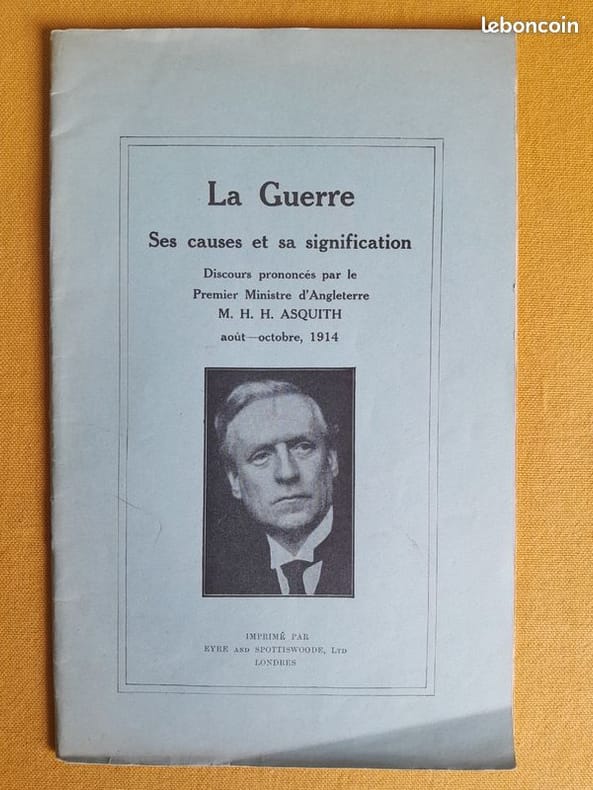 leboncoin
La Guerre
Ses causes et sa signification
Discours prononcés par le
Premier Ministre d'Angleterre
M. H. H. ASQUITH
août—octobre, 1914
IMPRIMÉ PAR
EYRE AND SPOTTISWOODE, LTD
LONDRES